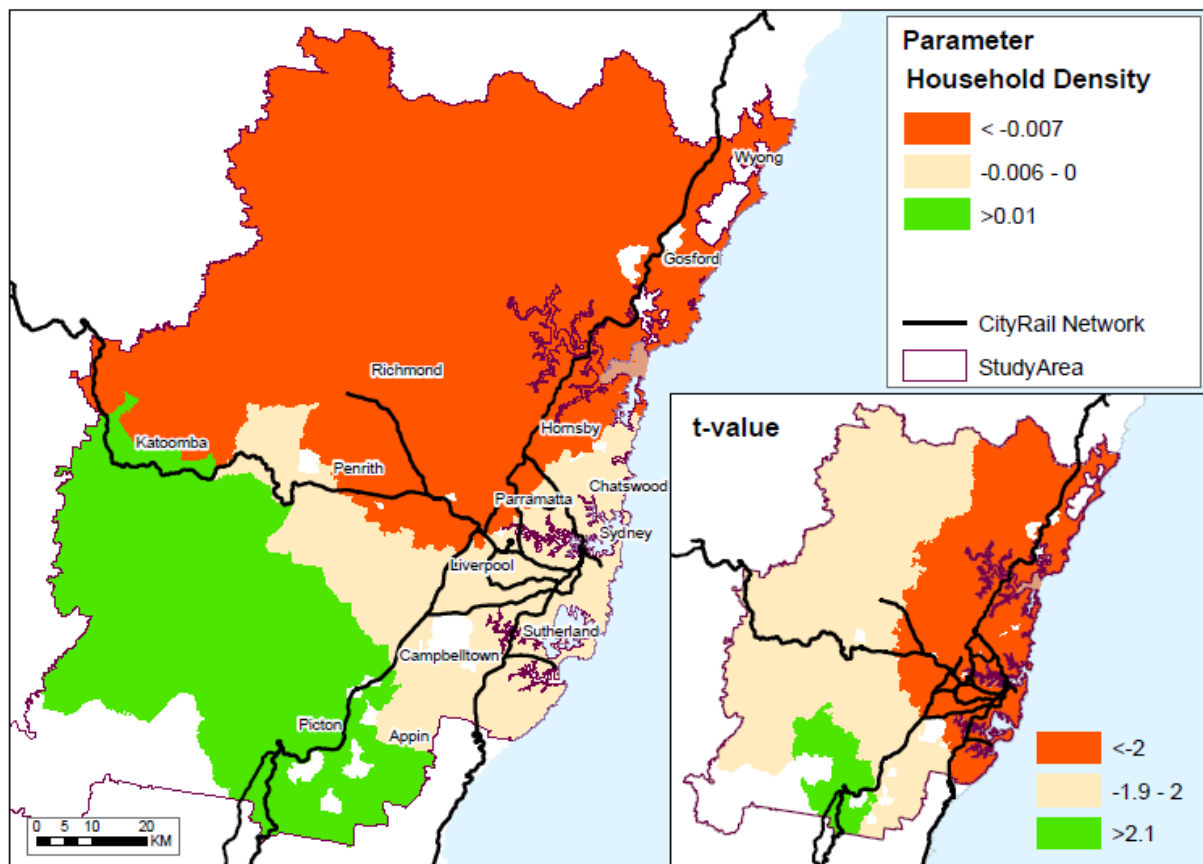 Parameter
Household Density
< -0.007
-0.006 - 0
>0.01
CityRail Network
StudyArea
Wyong
Gosford
Richmond
Hornsby
Katoomba
Penrith
Chatswood
Parramatta
Sydney
Liverpool
Sutherland
Campbelltown
Picton
Appin
0 5 10 20
KM
t-value
<-2
-1.9 - 2
>2.1